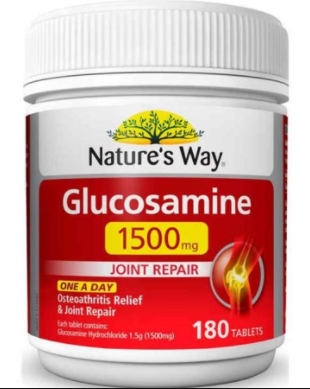 Nature's Way
Glucosamine
1500mg
JOINT REPAIR
ONE A DAY
Osteoathritis Relief
& Joint Repair
Each tablet contains:
Glucosamine Hydrochloride 1.5g (1500mg)
180 TABLETS